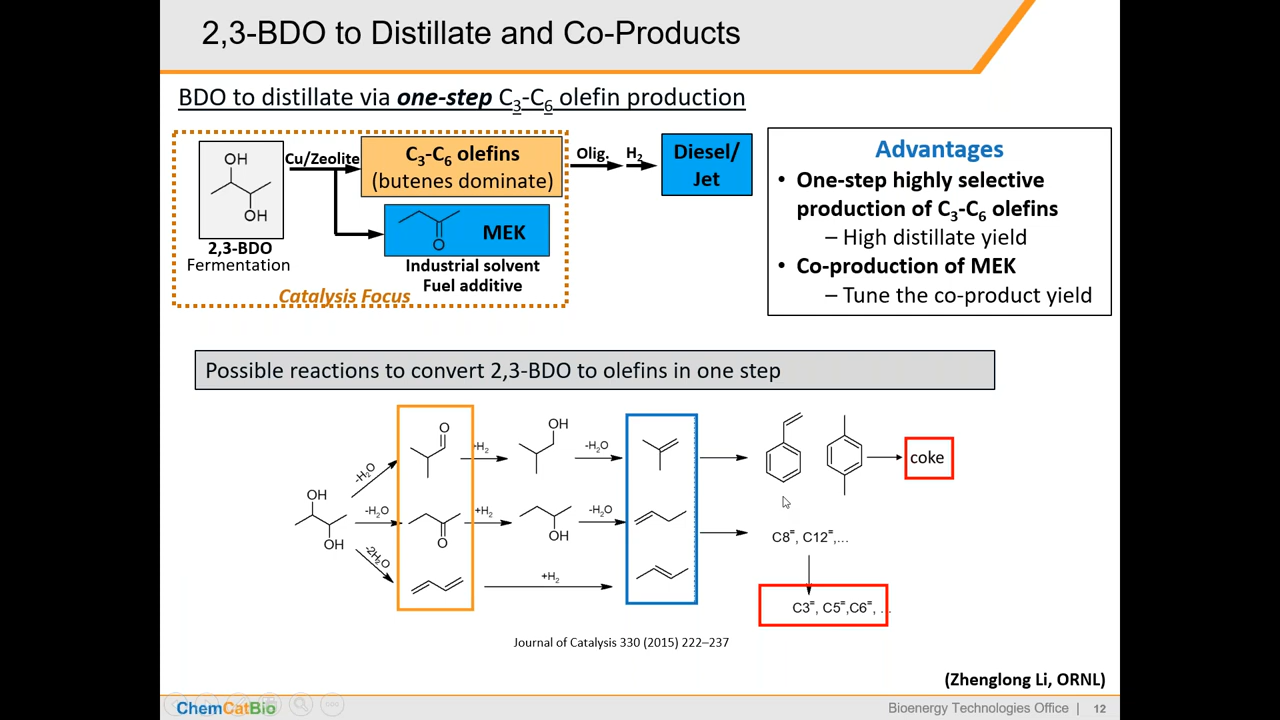 2,3-BDO to Distillate and Co-Products
BDO to distillate via one-step C3-C6 olefin production
OH
OH
2,3-BDO
Fermentation
Cu/Zeolite
C3-C6 olefins
(butenes dominate)
Olig.
H2
Diesel/
Jet
O
MEK
Industrial solvent
Fuel additive
Catalysis Focus
Advantages
• One-step highly selective
production of C3-C6 olefins
– High distillate yield
• Co-production of MEK
– Tune the co-product yield
Possible reactions to convert 2,3-BDO to olefins in one step
OH
OH
-H2O
-H2O
-2H2O
O
O
+H2
+H2
+H2
OH
OH
-H2O
-H2O
coke
C8=, C12=,...
C3=, C5=,C6=, ...
Journal of Catalysis 330 (2015) 222–237
(Zhenglong Li, ORNL)
ChemCatBio
Bioenergy Technologies Office | 12